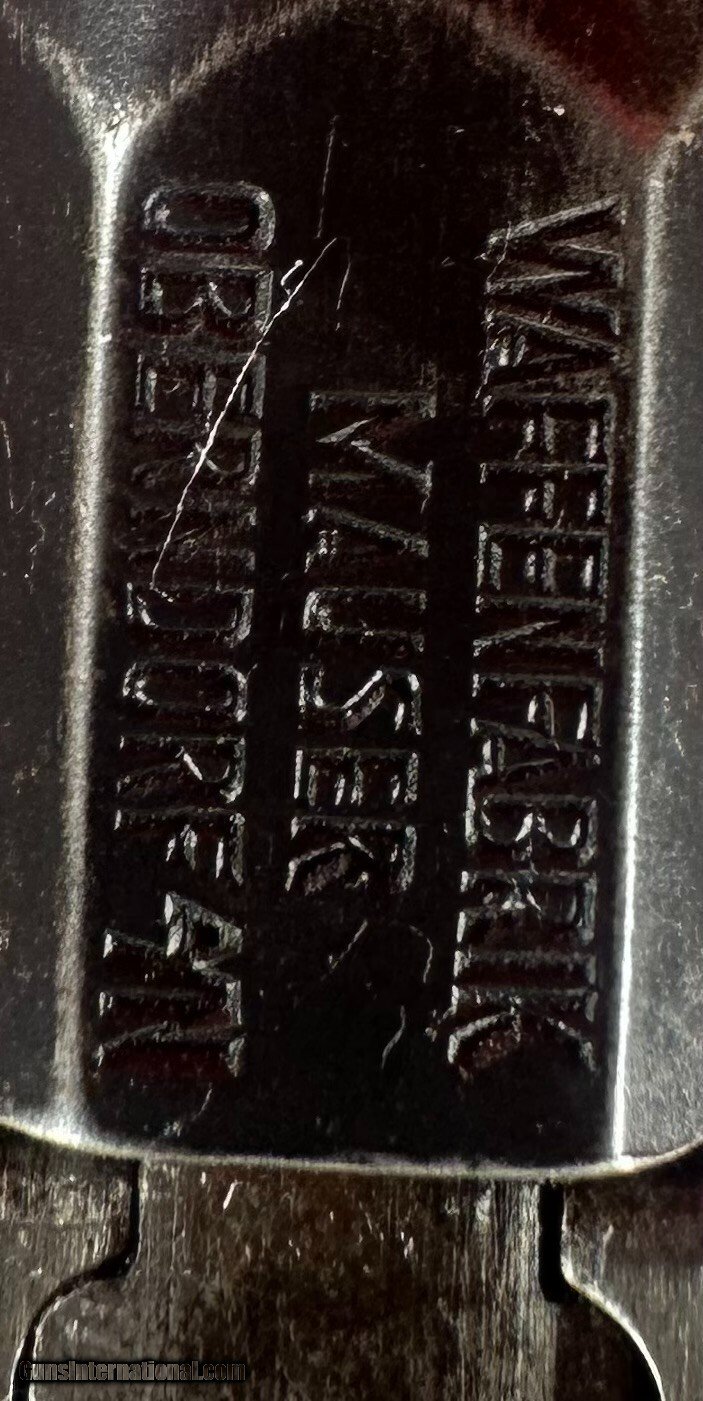 WAFFENFABRIK
MAUSER
OBERNDORF A/N
GunsInternational.com